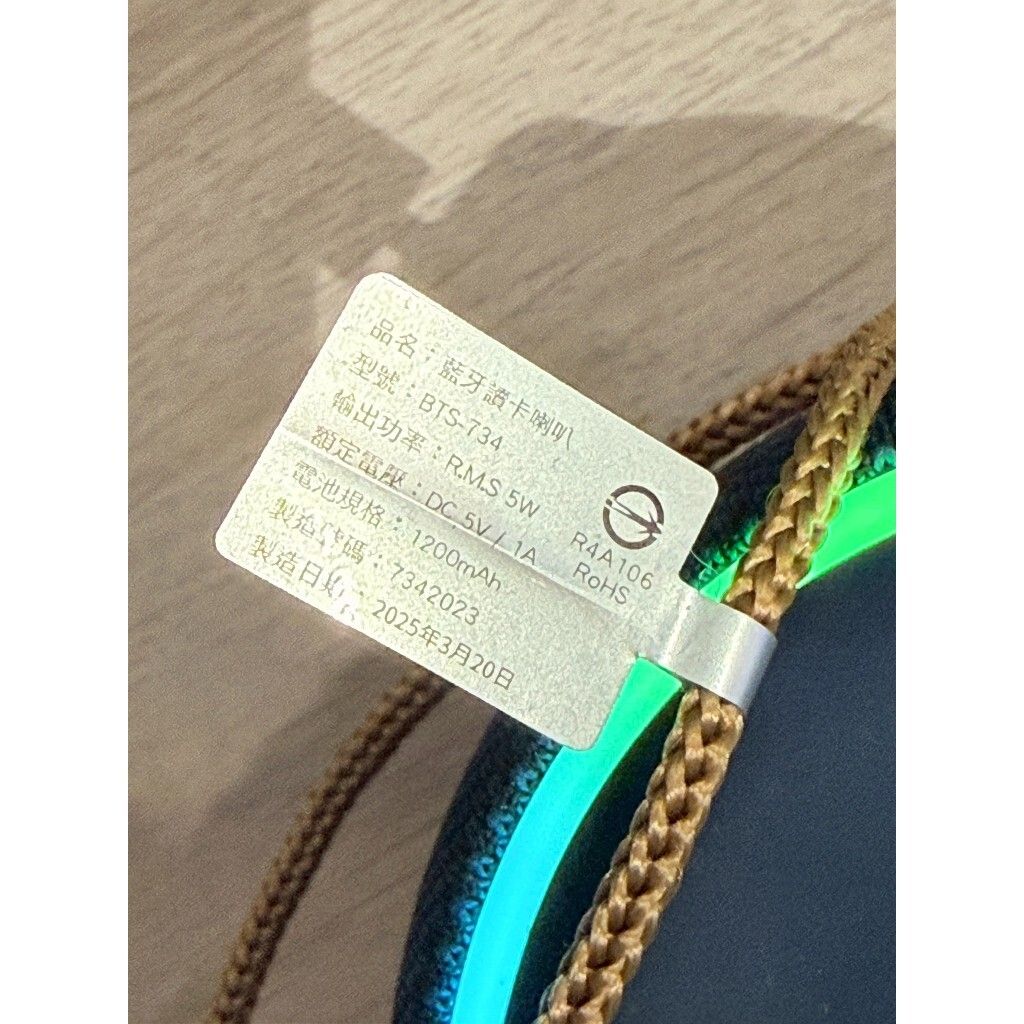 品名：藍牙讀卡喇叭
型號：BTS-734
輸出功率：R.M.S 5W
額定電壓：DC 5V / 1A
電池規格：1200mAh
製造代碼：7342023
製造日期：2025年3月20日
R4A106
RoHS